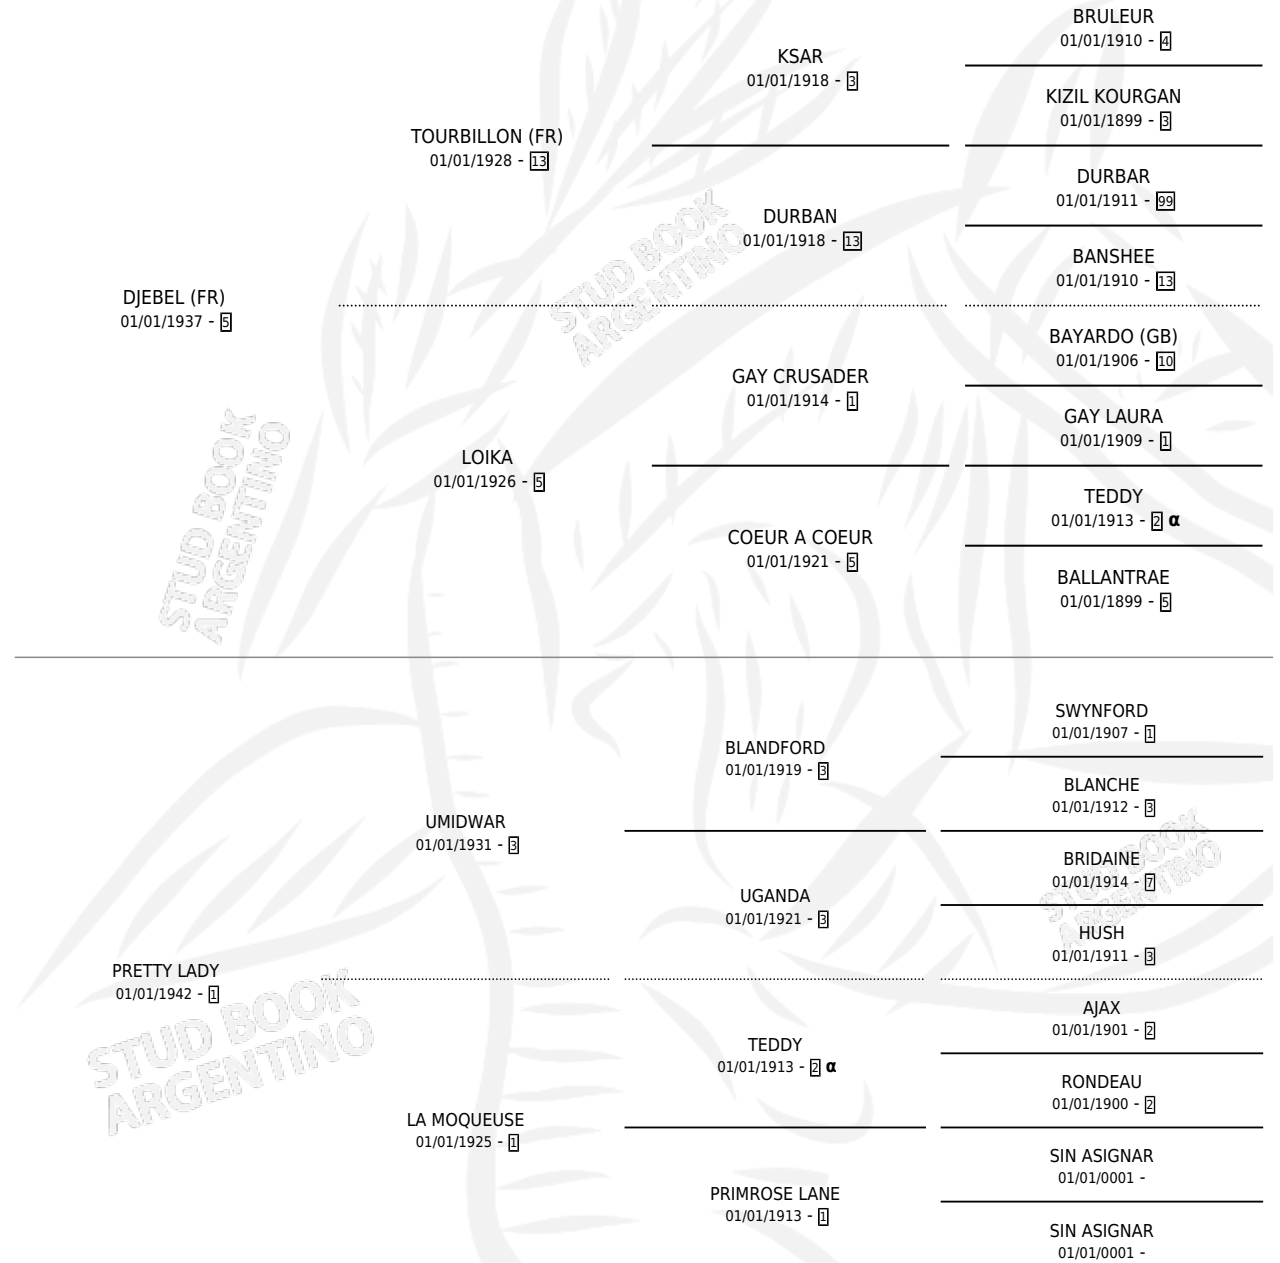 BRULEUR
01/01/1910 - 4
KSAR
01/01/1918 - 3
KIZIL KOURGAN
01/01/1899 - 3
TOURBILLON (FR)
01/01/1928 - 13
DURBAR
01/01/1911 - 99
DURBAN
01/01/1918 - 13
BANSHEE
01/01/1910 - 13
DJEBEL (FR)
01/01/1937 - 5
BAYARDO (GB)
01/01/1906 - 10
GAY CRUSADER
01/01/1914 - 1
GAY LAURA
01/01/1909 - 1
LOIKA
01/01/1926 - 5
TEDDY
01/01/1913 - 2 α
COEUR A COEUR
01/01/1921 - 5
BALLANTRAE
01/01/1899 - 5
SWYNFORD
01/01/1907 - 1
BLANDFORD
01/01/1919 - 3
BLANCHE
01/01/1912 - 3
UMIDWAR
01/01/1931 - 3
BRIDAINE
01/01/1914 - 7
UGANDA
01/01/1921 - 3
HUSH
01/01/1911 - 3
PRETTY LADY
01/01/1942 - 1
AJAX
01/01/1901 - 2
TEDDY
01/01/1913 - 2 α
RONDEAU
01/01/1900 - 2
LA MOQUEUSE
01/01/1925 - 1
SIN ASIGNAR
01/01/0001 -
PRIMROSE LANE
01/01/1913 - 1
SIN ASIGNAR
01/01/0001 -
STUD BOOK
ARGENTINO
STUD BOOK
ARGENTINO
STUD BOOK
ARGENTINO
STUD BOOK
ARGENTINO